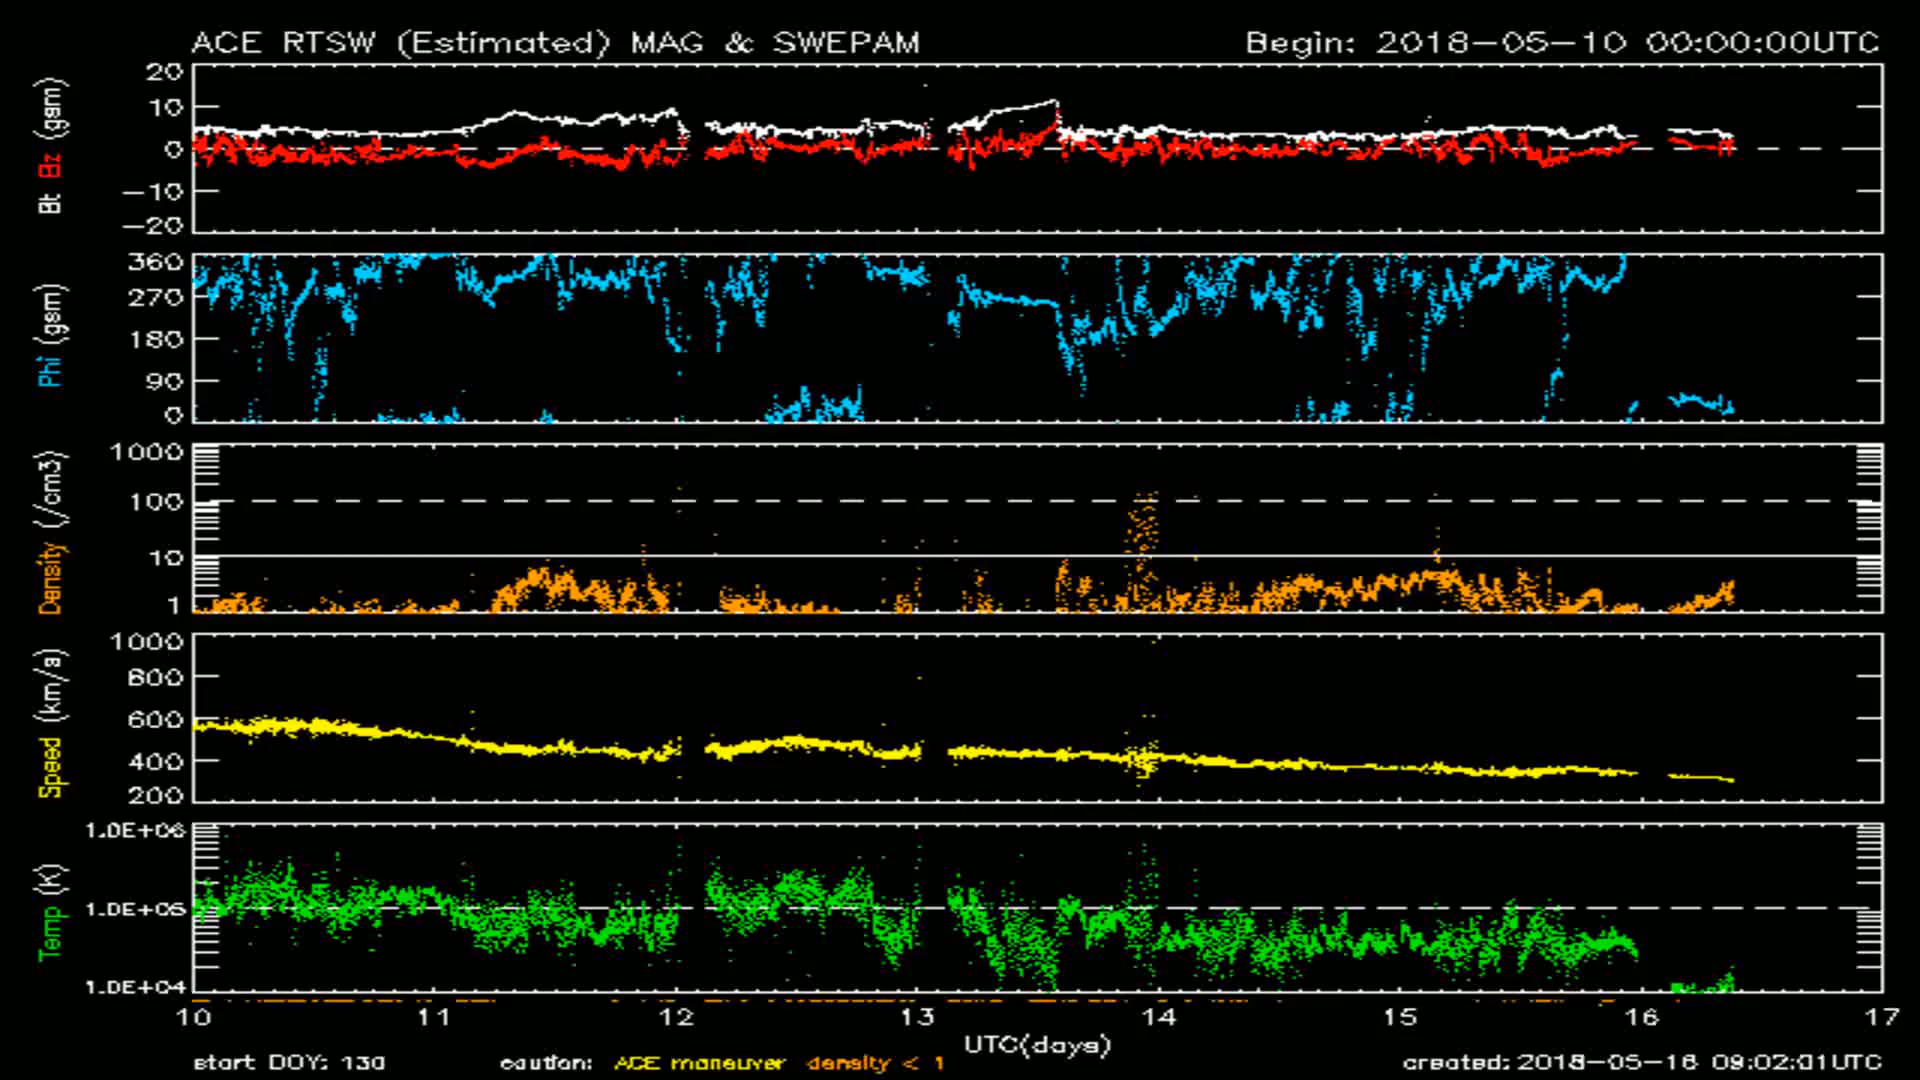 ACE RTSW (Estimated) MAG & SWEPAM Begin: 2018-05-10 00:00:00UTC
20
10
0
-10
-20
Bt Bz (gsm)
360
270
180
90
0
Phi (gsm)
1000
100
10
1
Density (/cm3)
1000
800
600
400
200
Speed (km/s)
1.0E+06
1.0E+05
1.0E+04
Temp (K)
10 11 12 13 14 15 16 17
UTC(days)
start DOY: 130 caution: ACE maneuver density < 1 created: 2018-05-16 09:02:01UTC